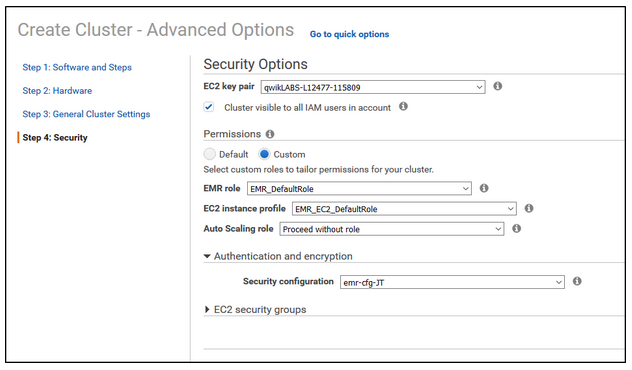 Create Cluster - Advanced Options Go to quick options
Step 1: Software and Steps
Step 2: Hardware
Step 3: General Cluster Settings
Step 4: Security
Security Options
EC2 key pair qwikLABS-L12477-115809
Cluster visible to all IAM users in account
Permissions
Default Custom
Select custom roles to tailor permissions for your cluster.
EMR role EMR_DefaultRole
EC2 instance profile EMR_EC2_DefaultRole
Auto Scaling role Proceed without role
Authentication and encryption
Security configuration emr-cfg-JT
EC2 security groups